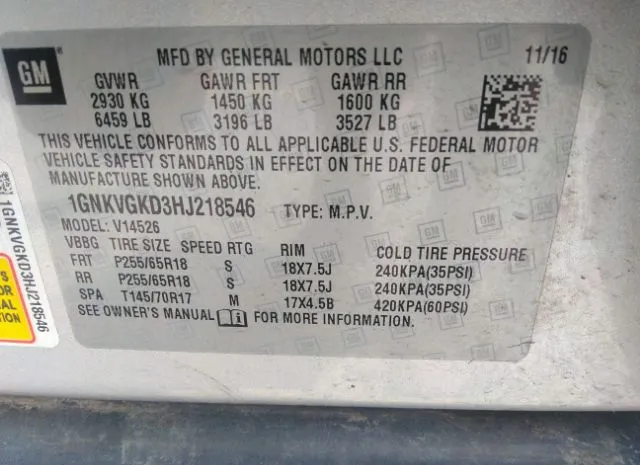 GM
MFD BY GENERAL MOTORS LLC 11/16
GVWR GAWR FRT GAWR RR
2930 KG 1450 KG 1600 KG
6459 LB 3196 LB 3527 LB
THIS VEHICLE CONFORMS TO ALL APPLICABLE U.S. FEDERAL MOTOR
VEHICLE SAFETY STANDARDS IN EFFECT ON THE DATE OF
MANUFACTURE SHOWN ABOVE.
1GNKVGKD3HJ218546 TYPE: M.P.V.
MODEL: V14526
VBBG TIRE SIZE SPEED RTG RIM COLD TIRE PRESSURE
FRT P255/65R18 S 18X7.5J 240KPA(35PSI)
RR P255/65R18 S 18X7.5J 240KPA(35PSI)
SPA T145/70R17 M 17X4.5B 420KPA(60PSI)
SEE OWNER'S MANUAL FOR MORE INFORMATION.
1GNKVGKD3HJ218546
OR